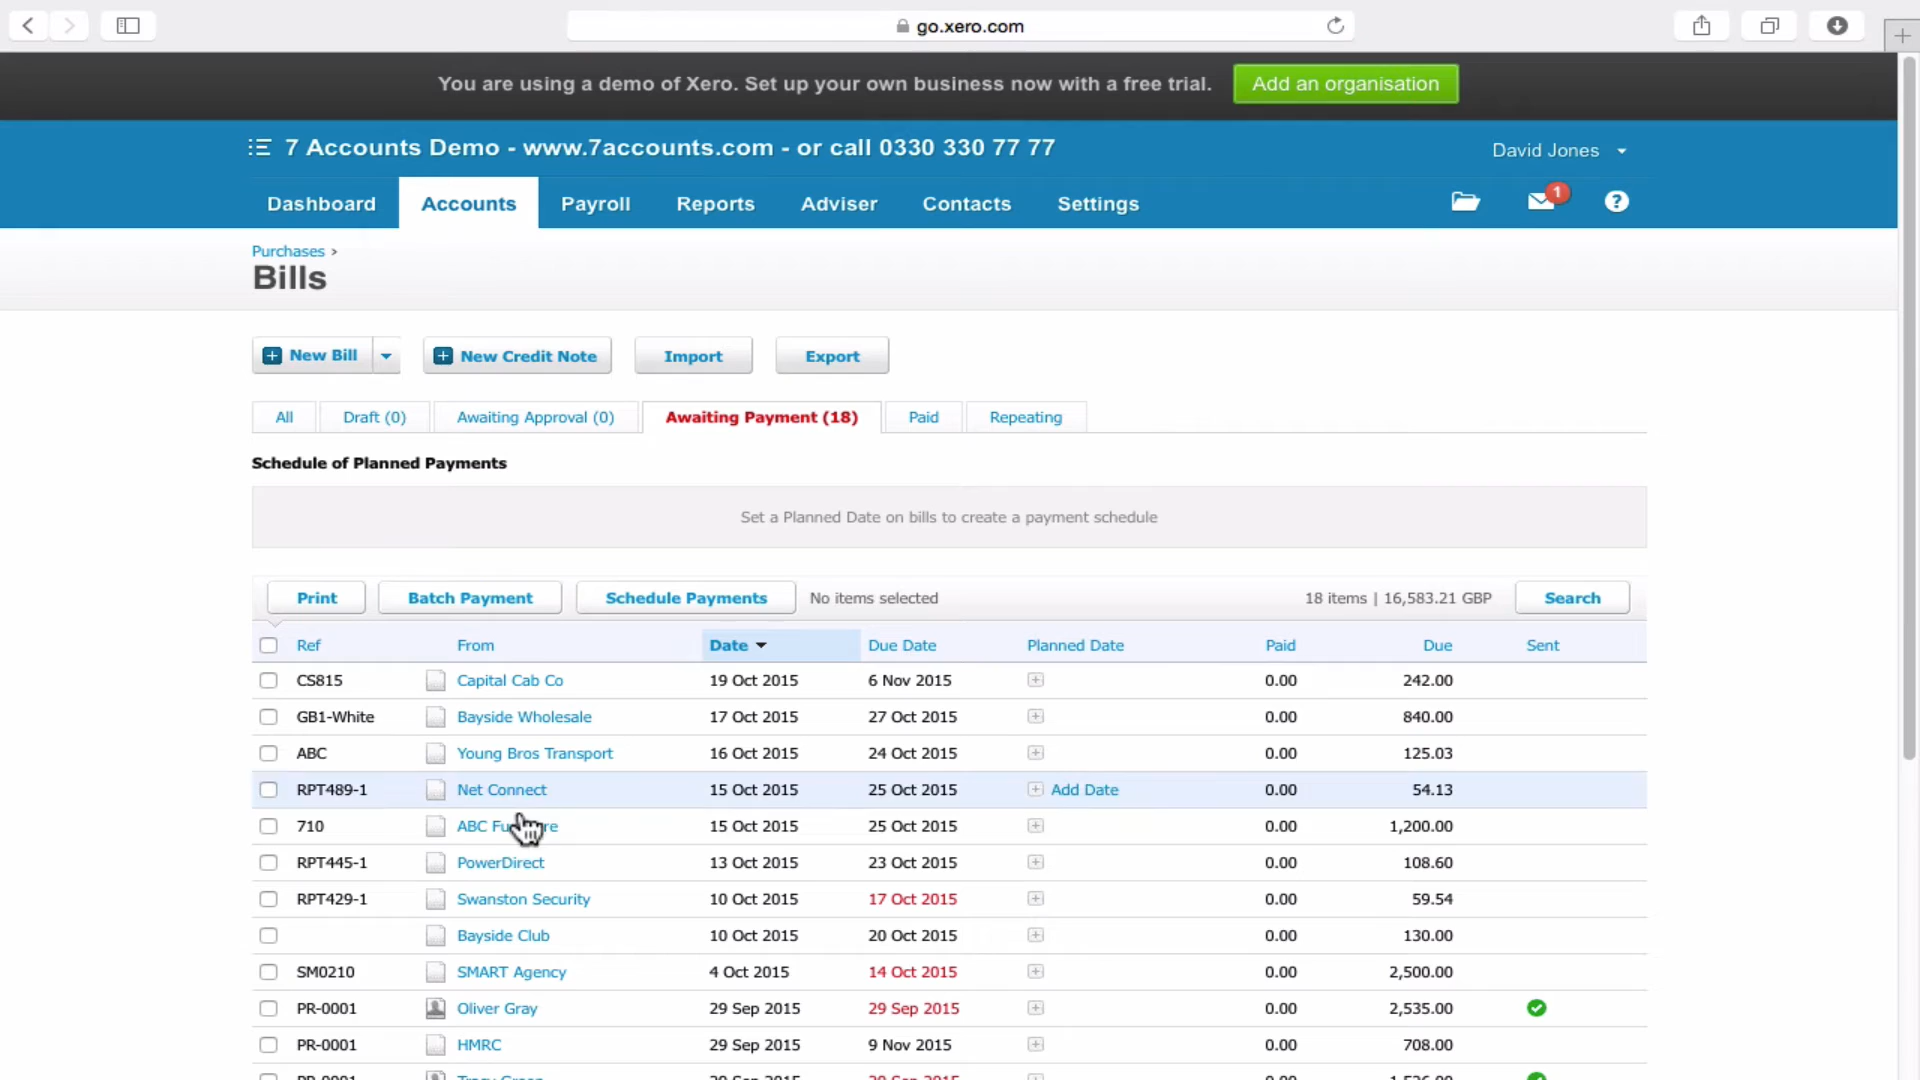 go.xero.com
You are using a demo of Xero. Set up your own business now with a free trial. Add an organisation
7 Accounts Demo - www.7accounts.com - or call 0330 330 77 77 David Jones
Dashboard Accounts Payroll Reports Adviser Contacts Settings 1 ?
Purchases ›
Bills
New Bill New Credit Note Import Export
All Draft (0) Awaiting Approval (0) Awaiting Payment (18) Paid Repeating
Schedule of Planned Payments
Set a Planned Date on bills to create a payment schedule
Print Batch Payment Schedule Payments No items selected 18 items | 16,583.21 GBP Search
Ref From Date Due Date Planned Date Paid Due Sent
CS815 Capital Cab Co 19 Oct 2015 6 Nov 2015 0.00 242.00
GB1-White Bayside Wholesale 17 Oct 2015 27 Oct 2015 0.00 840.00
ABC Young Bros Transport 16 Oct 2015 24 Oct 2015 0.00 125.03
RPT489-1 Net Connect 15 Oct 2015 25 Oct 2015 Add Date 0.00 54.13
710 ABC 15 Oct 2015 25 Oct 2015 0.00 1,200.00
RPT445-1 PowerDirect 13 Oct 2015 23 Oct 2015 0.00 108.60
RPT429-1 Swanston Security 10 Oct 2015 17 Oct 2015 0.00 59.54
Bayside Club 10 Oct 2015 20 Oct 2015 0.00 130.00
SM0210 SMART Agency 4 Oct 2015 14 Oct 2015 0.00 2,500.00
PR-0001 Oliver Gray 29 Sep 2015 29 Sep 2015 0.00 2,535.00
PR-0001 HMRC 29 Sep 2015 9 Nov 2015 0.00 708.00